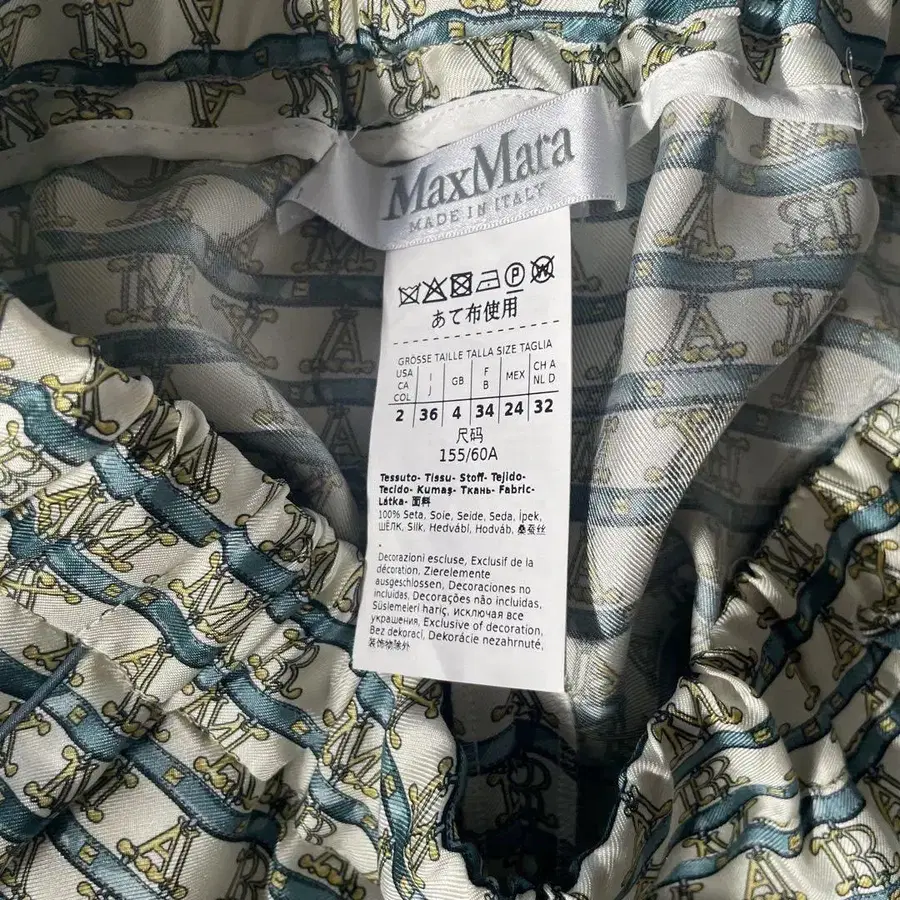 MaxMara
MADE IN ITALY
P W
あて布使用
GRÖSSE TAILLE TALLA SIZE TAGLIA
USA CA COL I J GB F B MEX CH A NL D
2 36 4 34 24 32
尺码
155/60A
Tessuto- Tissu- Stoff- Tejido-
Tecido- Kumaş- Ткань- Fabric-
Látka- 面料
100% Seta, Soie, Seide, Seda, İpek,
ШЁЛК, Silk, Hedvábí, Hodváb, 桑蚕丝
Decorazioni escluse, Exclusif de la
décoration, Zierelemente
ausgeschlossen, Decoraciones no
incluidas, Decorações não incluidas,
Süslemeleri hariç, исключая все
украшения, Exclusive of decoration,
Bez dekorací, Dekorácie nezahrnuté,
装饰物除外